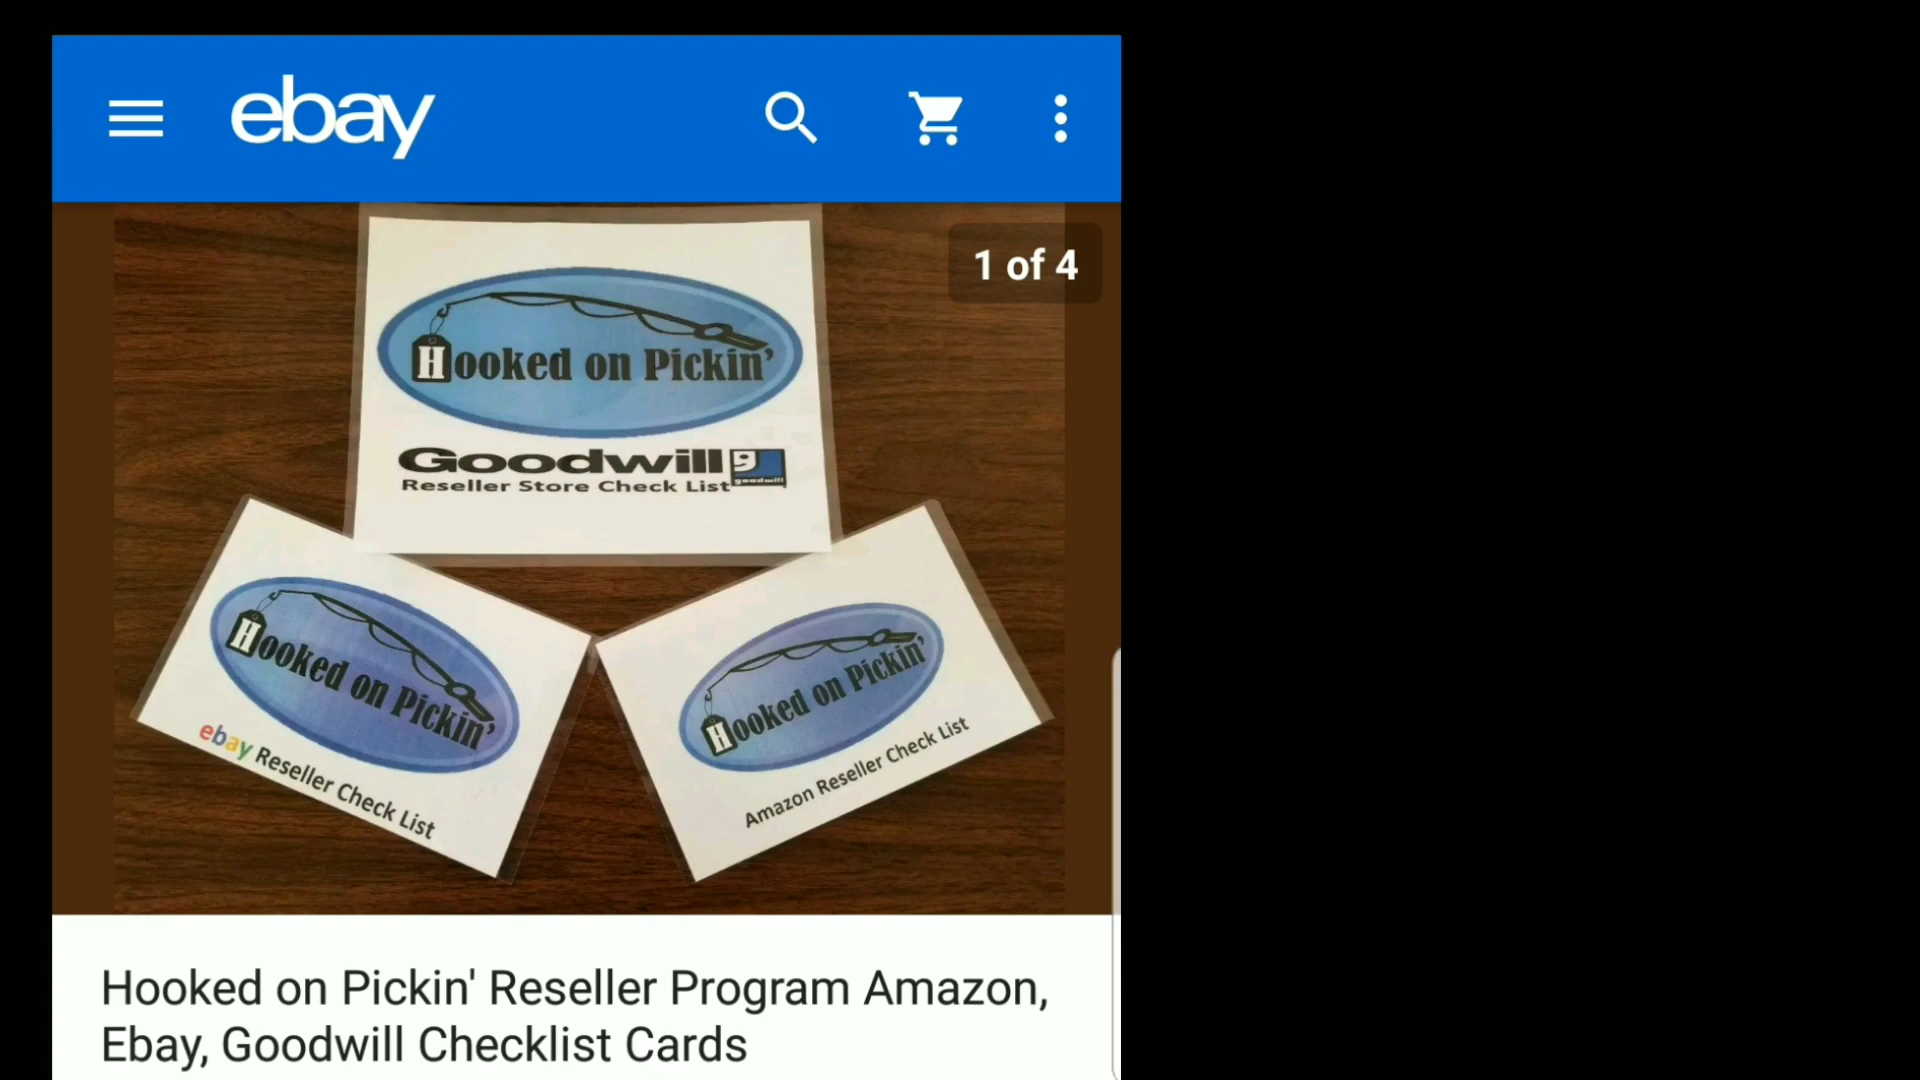 ebay
1 of 4
Hooked on Pickin'
Goodwill
goodwill
Reseller Store Check List
Hooked on Pickin'
ebay Reseller Check List
Hooked on Pickin'
Amazon Reseller Check List
Hooked on Pickin' Reseller Program Amazon,
Ebay, Goodwill Checklist Cards